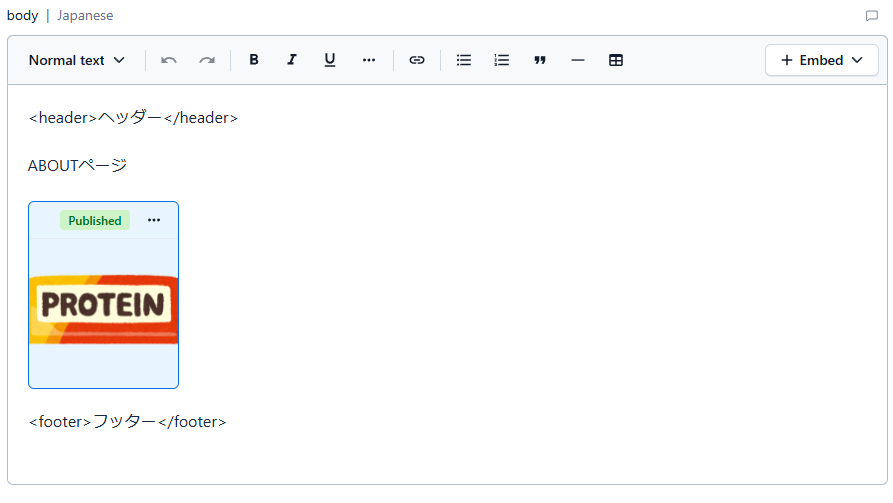 body | Japanese
Normal text B I U ••• + Embed
<header>ヘッダー</header>
ABOUTページ
Published •••
PROTEIN
<footer>フッター</footer>